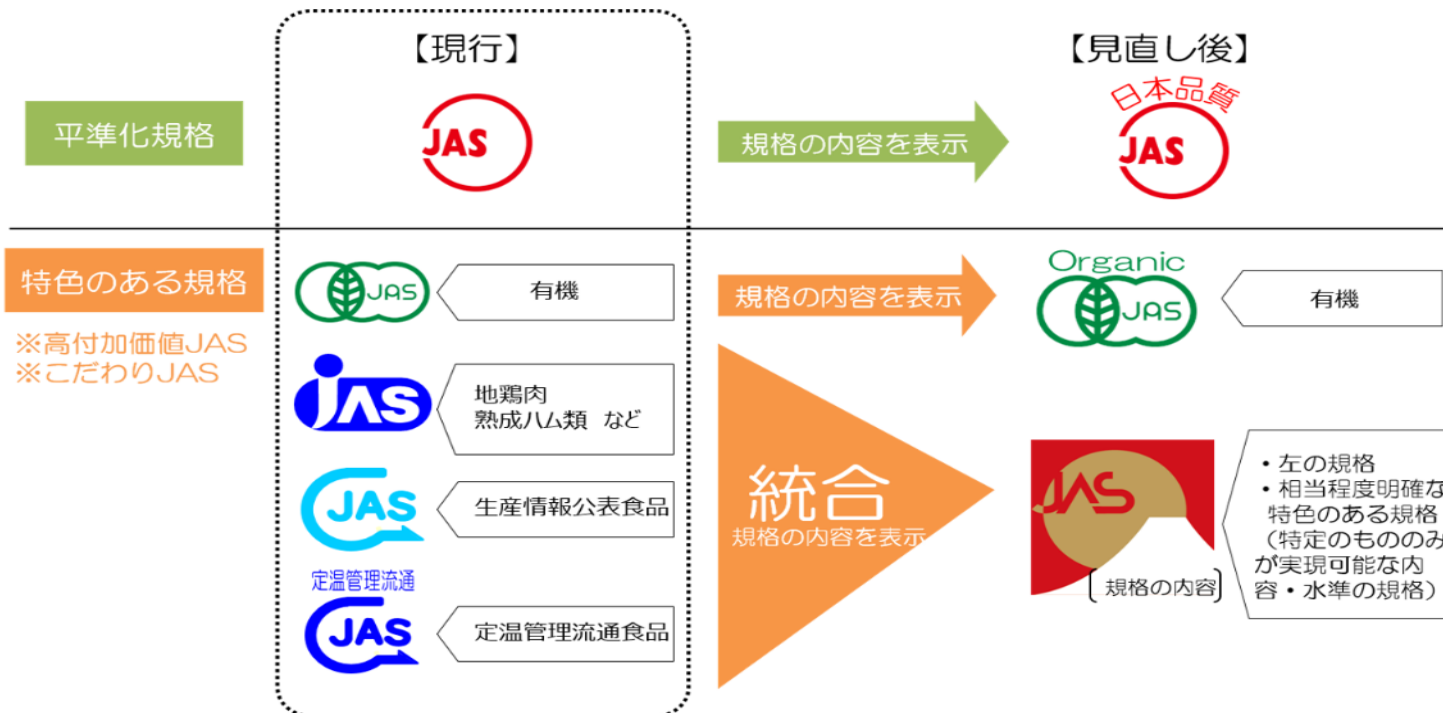 【現行】
【見直し後】
平準化規格
JAS
規格の内容を表示
日本品質
JAS
特色のある規格
※高付加価値JAS
※こだわりJAS
JAS
有機
規格の内容を表示
Organic
JAS
有機
JAS
地鶏肉
熟成ハム類 など
JAS
生産情報公表食品
定温管理流通
JAS
定温管理流通食品
統合
規格の内容を表示
JAS
[規格の内容]
・左の規格
・相当程度明確な
特色のある規格
(特定のもののみ
が実現可能な内
容・水準の規格)